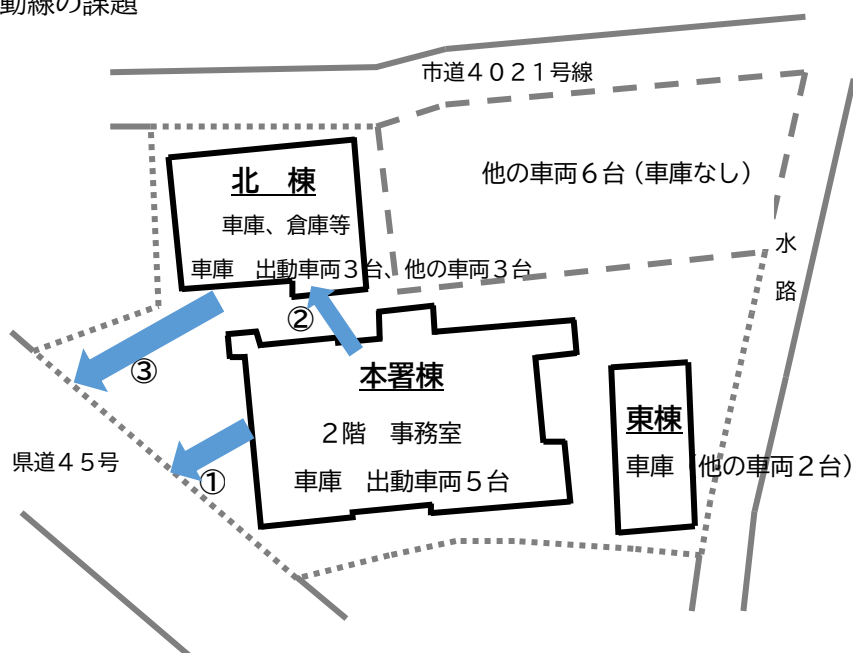 動線の課題
市道４０２１号線
北　棟
車庫、倉庫等
車庫　出動車両３台、他の車両３台
他の車両６台（車庫なし）
水
路
②
③
本署棟
２階　事務室
車庫　出動車両５台
①
県道４５号
東棟
車庫（他の車両２台）